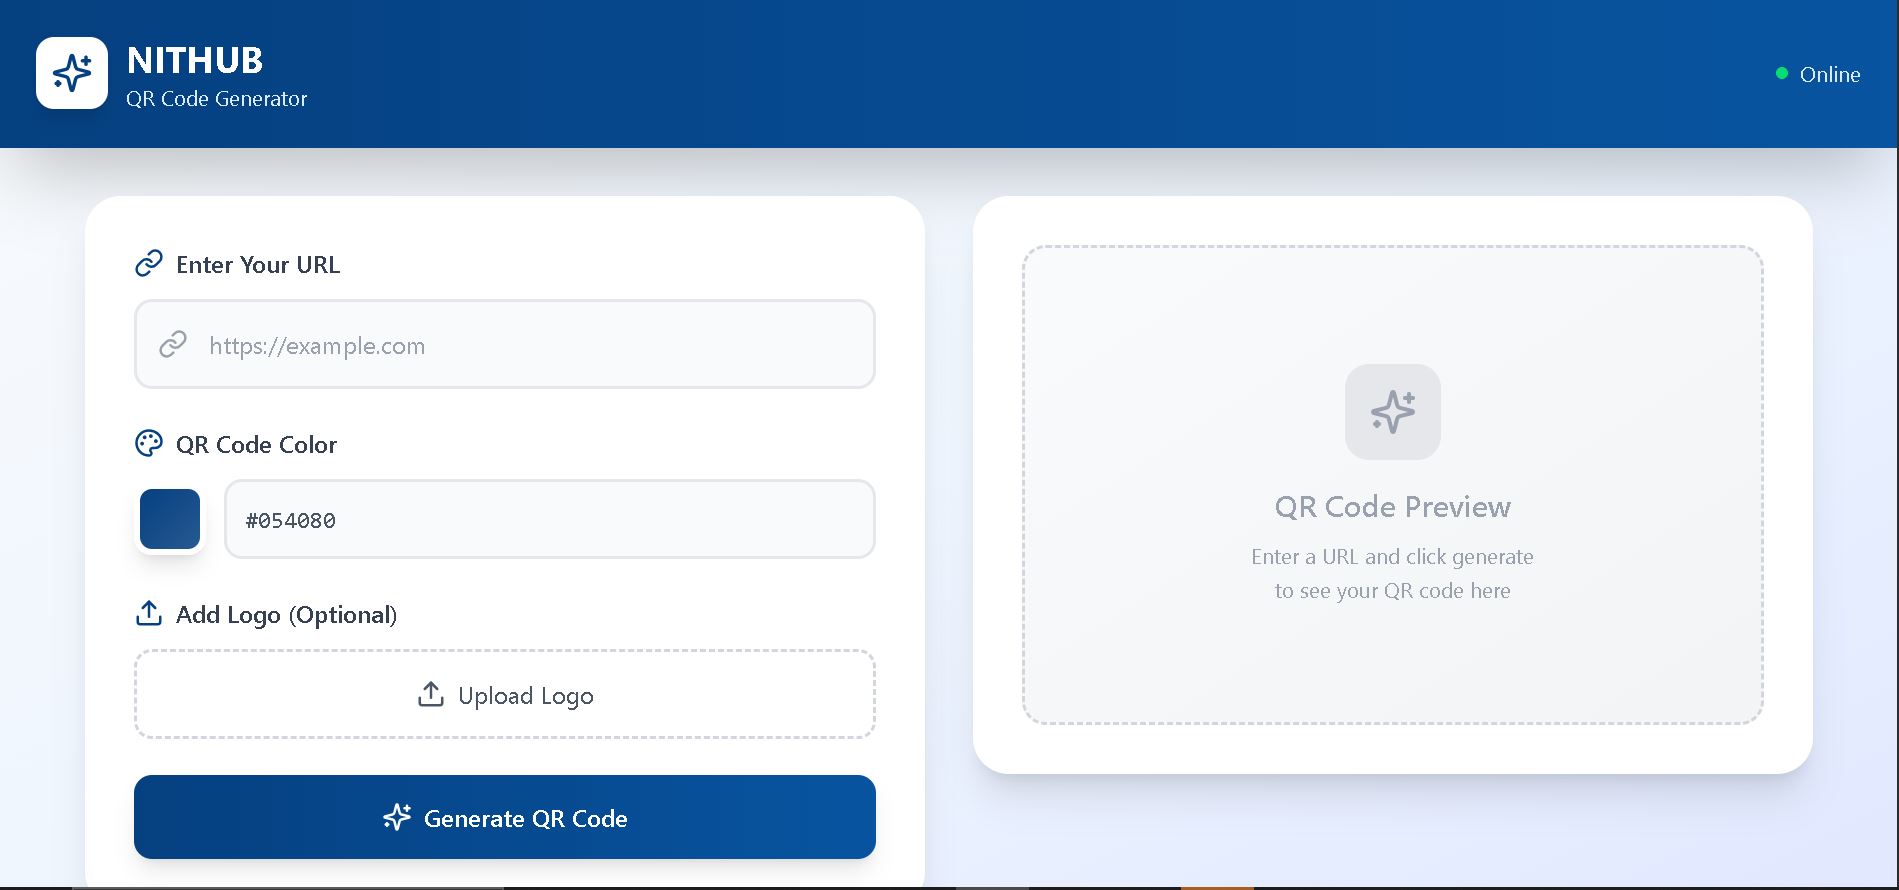 NITHUB
QR Code Generator
Online
Enter Your URL
https://example.com
QR Code Color
#054080
Add Logo (Optional)
Upload Logo
Generate QR Code
QR Code Preview
Enter a URL and click generate
to see your QR code here